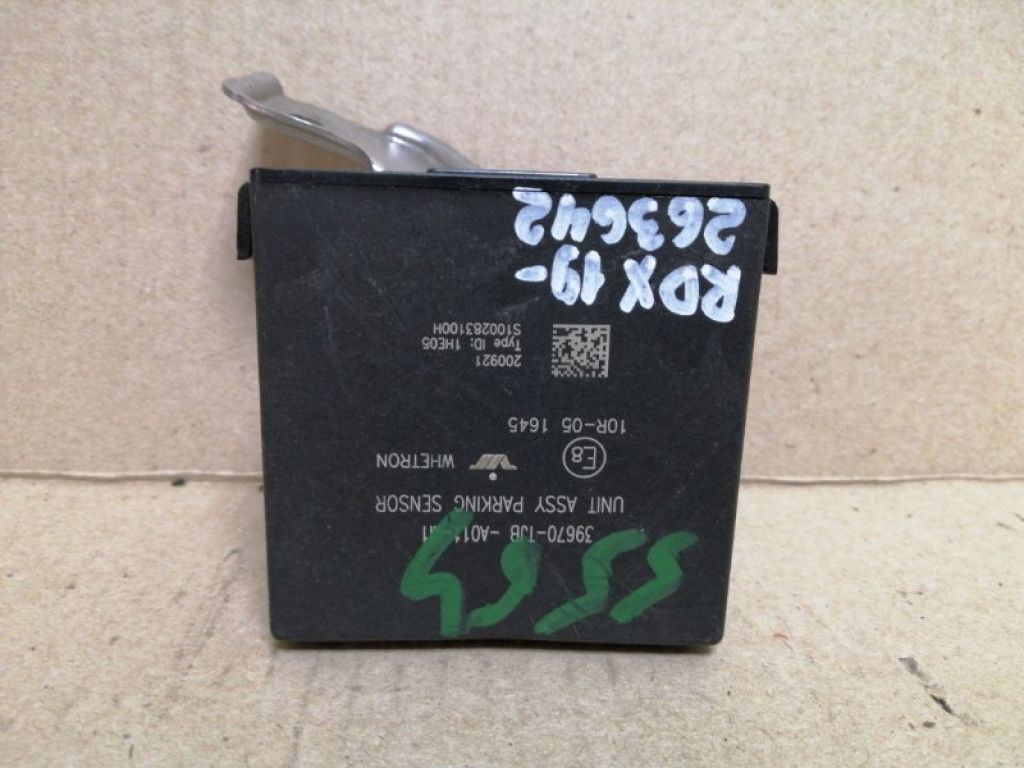 39670-TJB
UNIT ASSY PARKING SENSOR
WHETRON E8
10R-05 1645
200921
Type ID: 1HE05
S100283100H
RDX 19-
263642